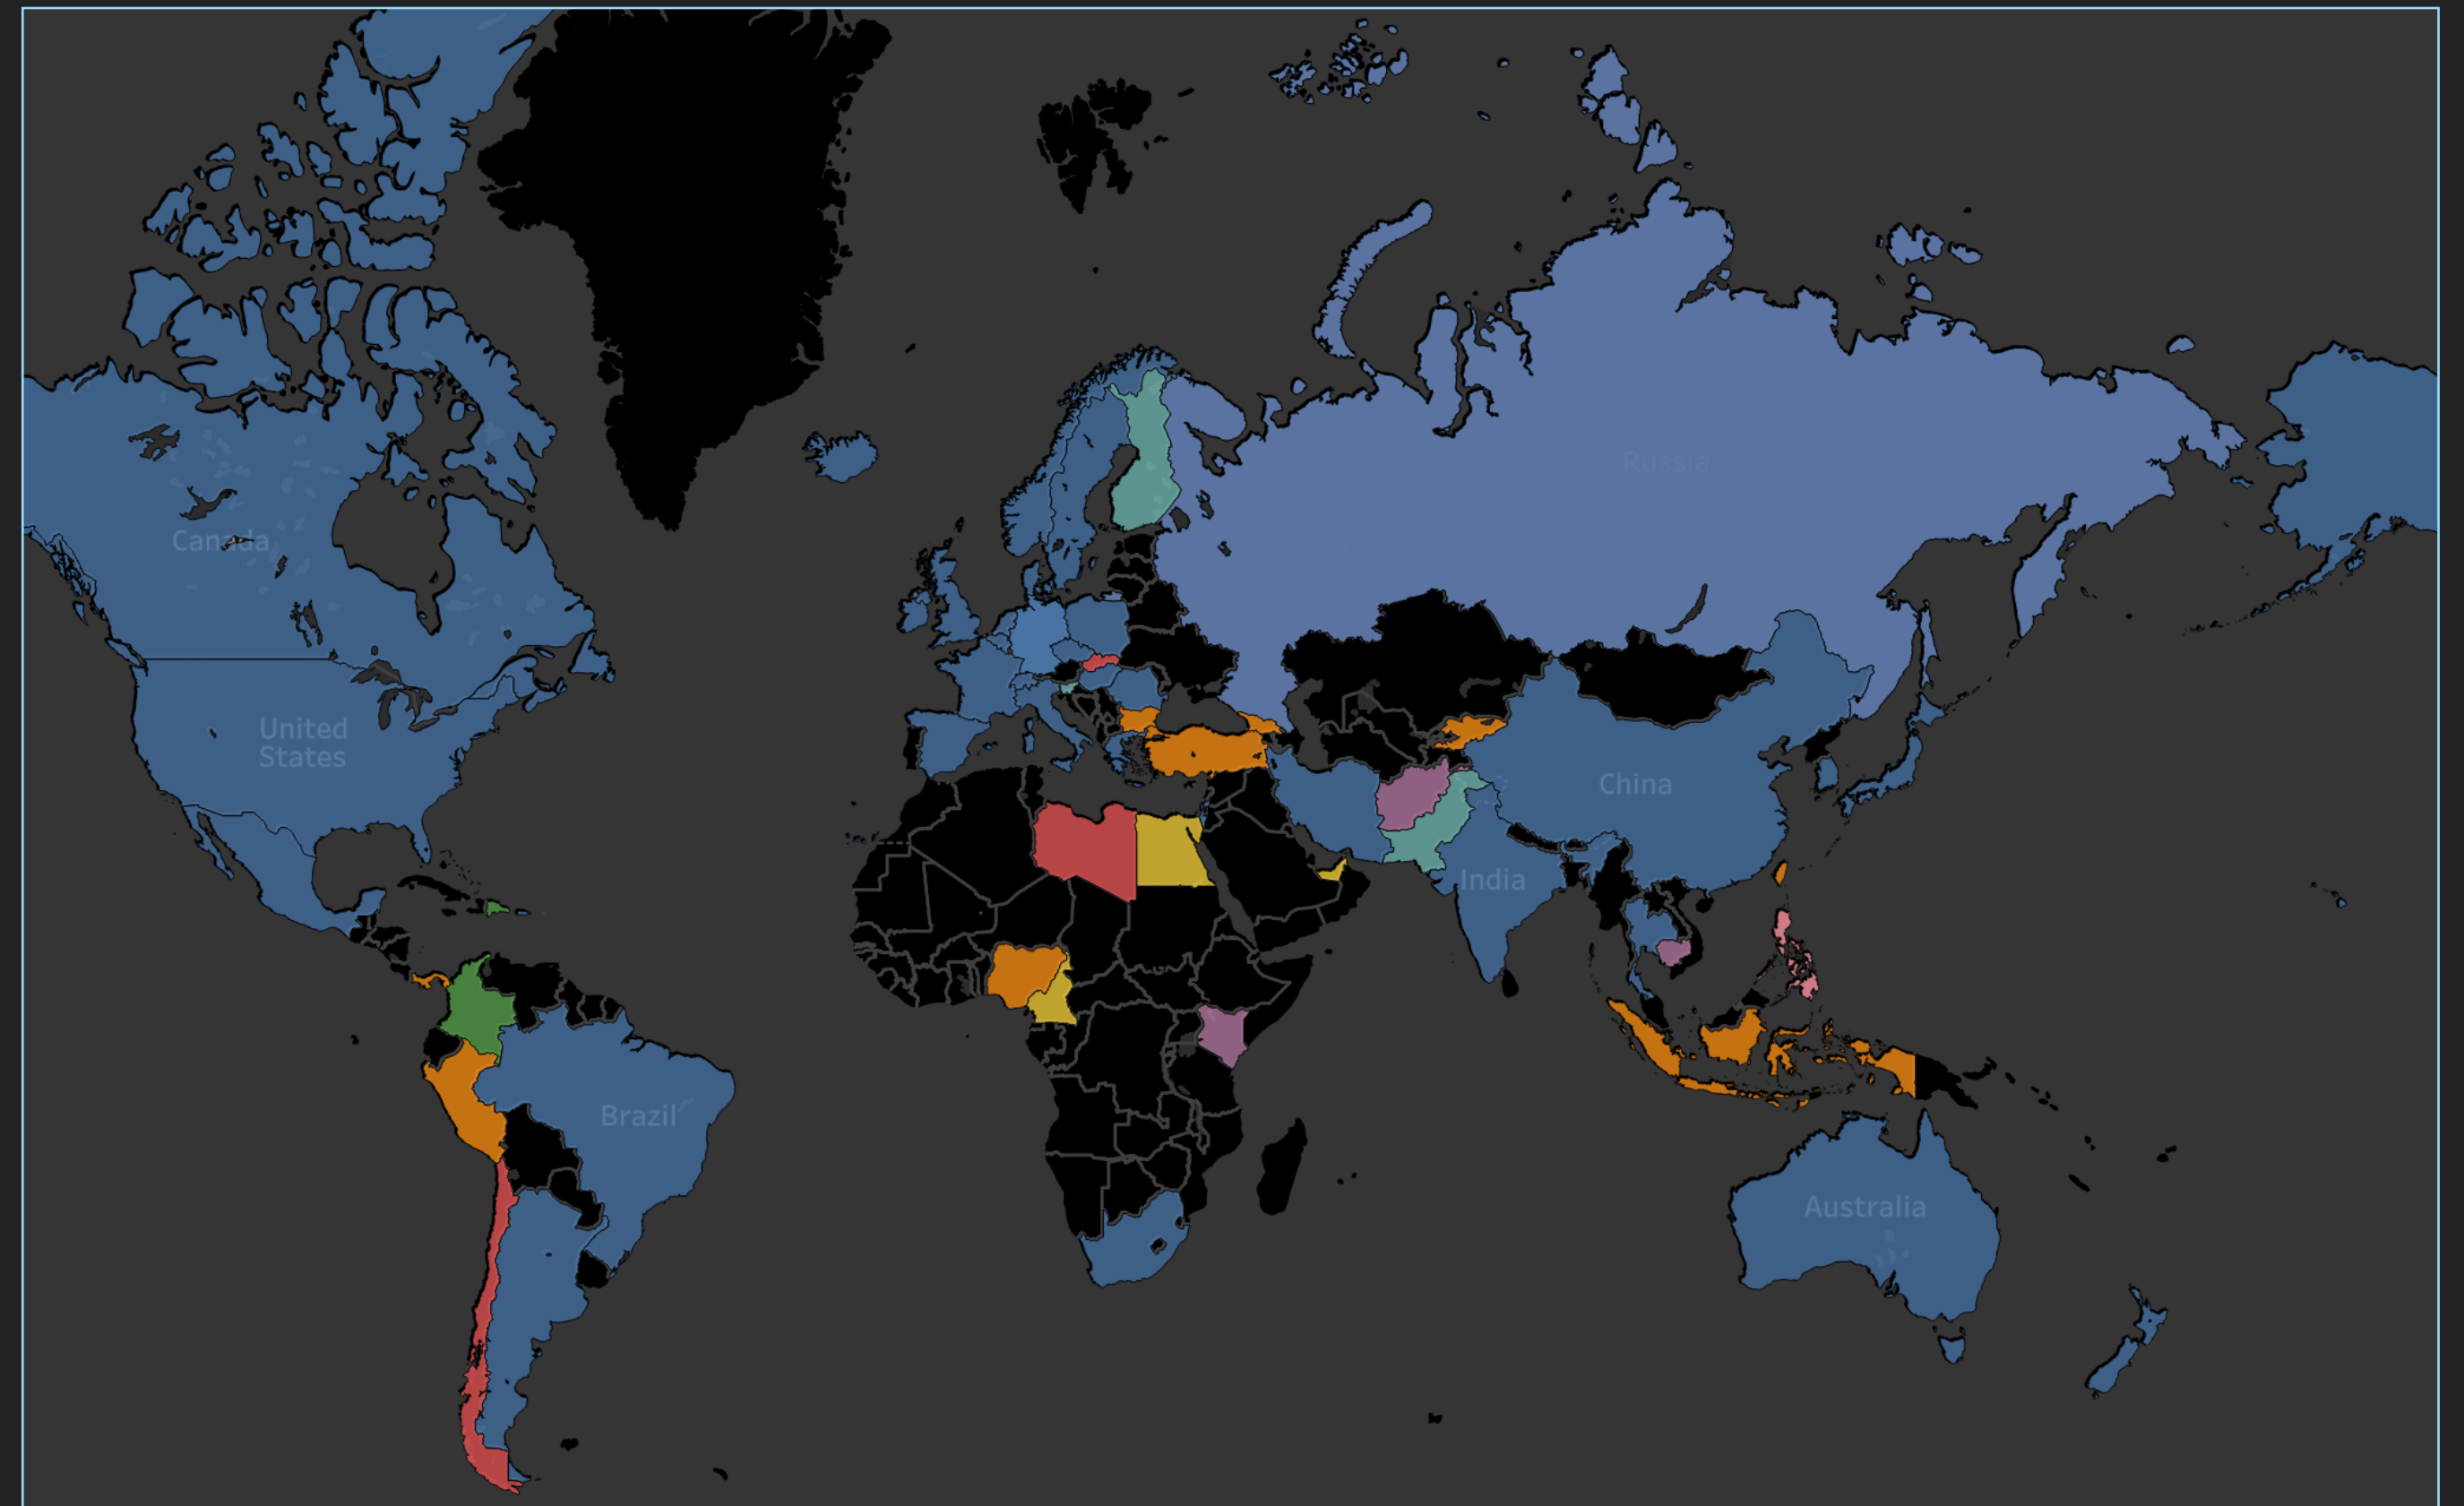 Russia
Canada
United
States
China
India
Brazil
Australia